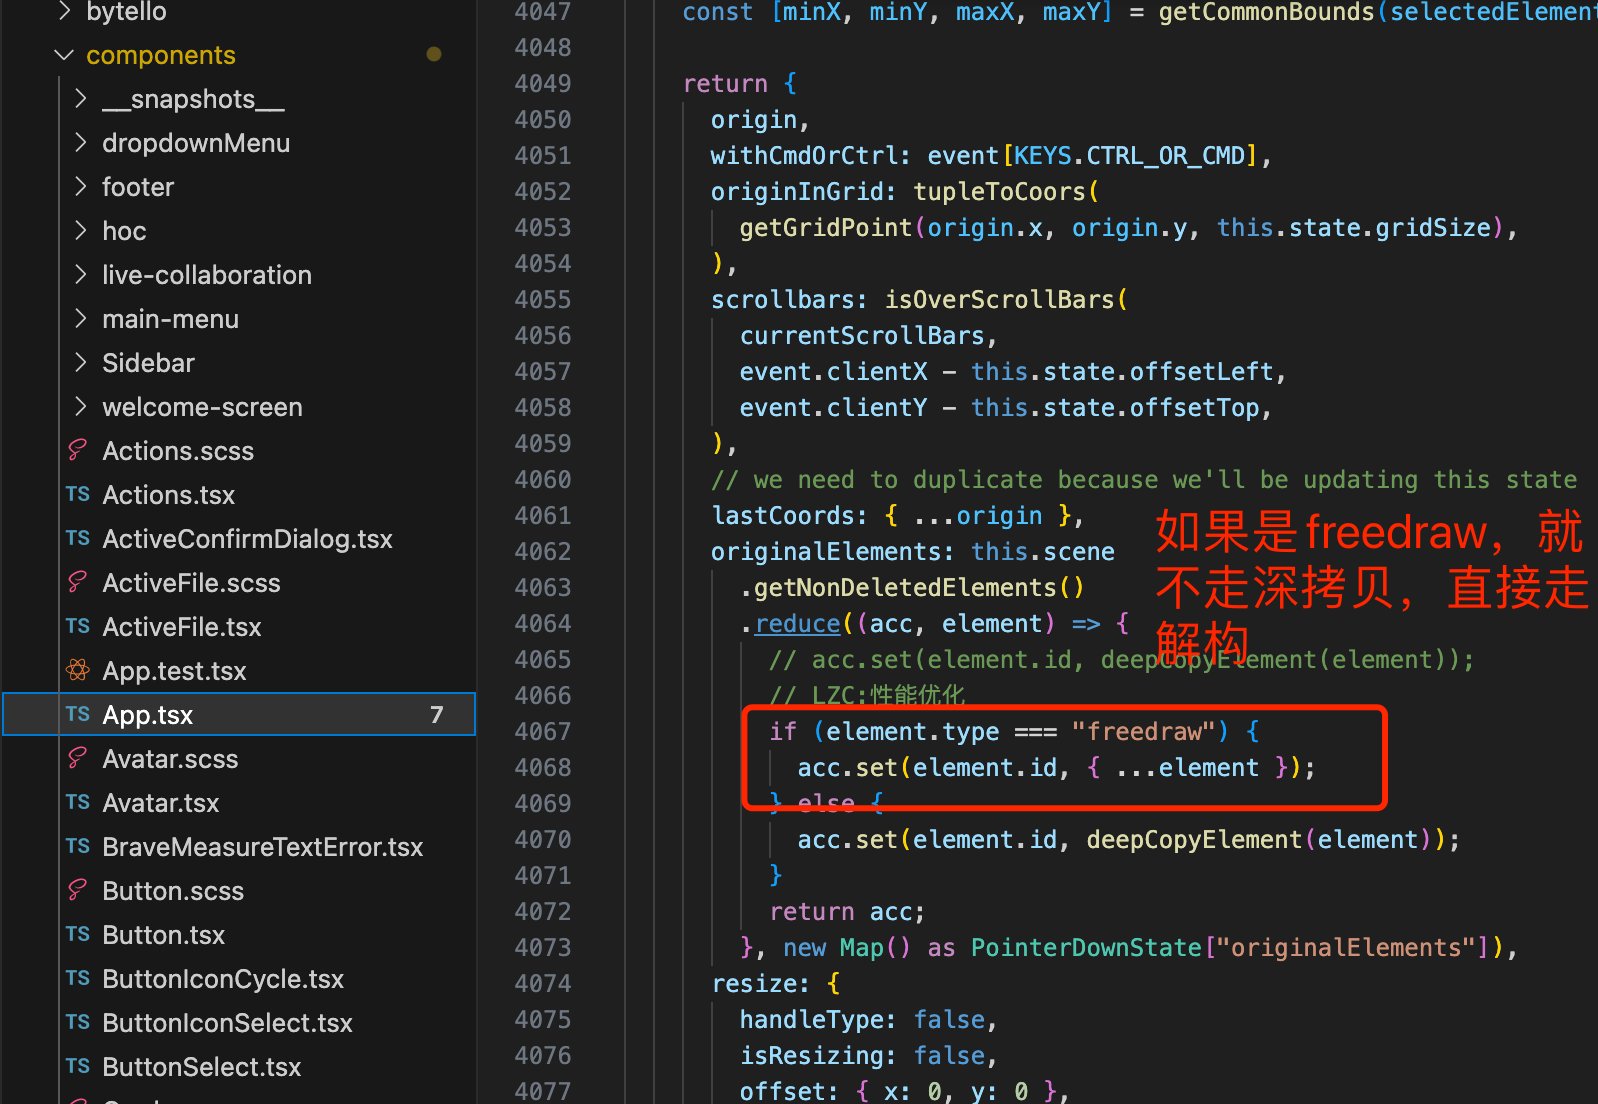 bytello
components
__snapshots__
dropdownMenu
footer
hoc
live-collaboration
main-menu
Sidebar
welcome-screen
Actions.scss
TS Actions.tsx
TS ActiveConfirmDialog.tsx
ActiveFile.scss
TS ActiveFile.tsx
App.test.tsx
TS App.tsx 7
Avatar.scss
TS Avatar.tsx
TS BraveMeasureTextError.tsx
Button.scss
TS Button.tsx
TS ButtonIconCycle.tsx
TS ButtonIconSelect.tsx
TS ButtonSelect.tsx
4047 const [minX, minY, maxX, maxY] = getCommonBounds(selectedElement
4048
4049 return {
4050 origin,
4051 withCmdOrCtrl: event[KEYS.CTRL_OR_CMD],
4052 originInGrid: tupleToCoors(
4053 getGridPoint(origin.x, origin.y, this.state.gridSize),
4054 ),
4055 scrollbars: isOverScrollBars(
4056 currentScrollBars,
4057 event.clientX - this.state.offsetLeft,
4058 event.clientY - this.state.offsetTop,
4059 ),
4060 // we need to duplicate because we'll be updating this state
4061 lastCoords: { ...origin },
4062 originalElements: this.scene
4063 .getNonDeletedElements()
4064 .reduce((acc, element) => {
4065 // acc.set(element.id, deepCopyElement(element));
4066 // LZC:性能优化
4067 if (element.type === "freedraw") {
4068 acc.set(element.id, { ...element });
4069 } else {
4070 acc.set(element.id, deepCopyElement(element));
4071 }
4072 return acc;
4073 }, new Map() as PointerDownState["originalElements"]),
4074 resize: {
4075 handleType: false,
4076 isResizing: false,
4077 offset: { x: 0, y: 0 },
如果是freedraw，就
不走深拷贝，直接走
解构